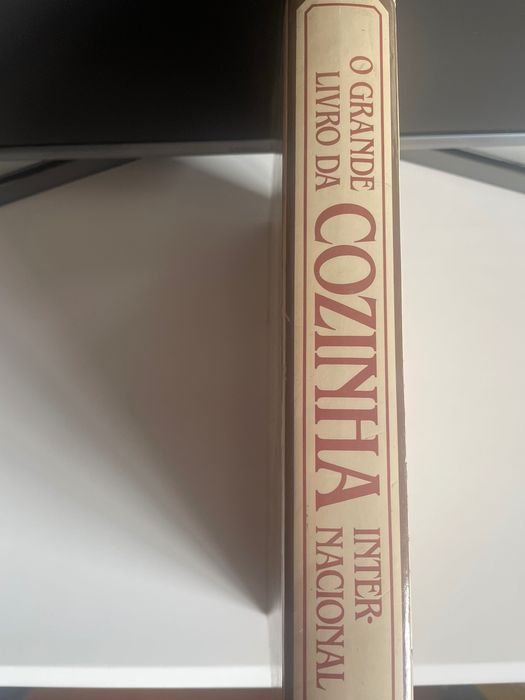 O GRANDE
LIVRO DA
COZINHA
INTER·
NACIONAL